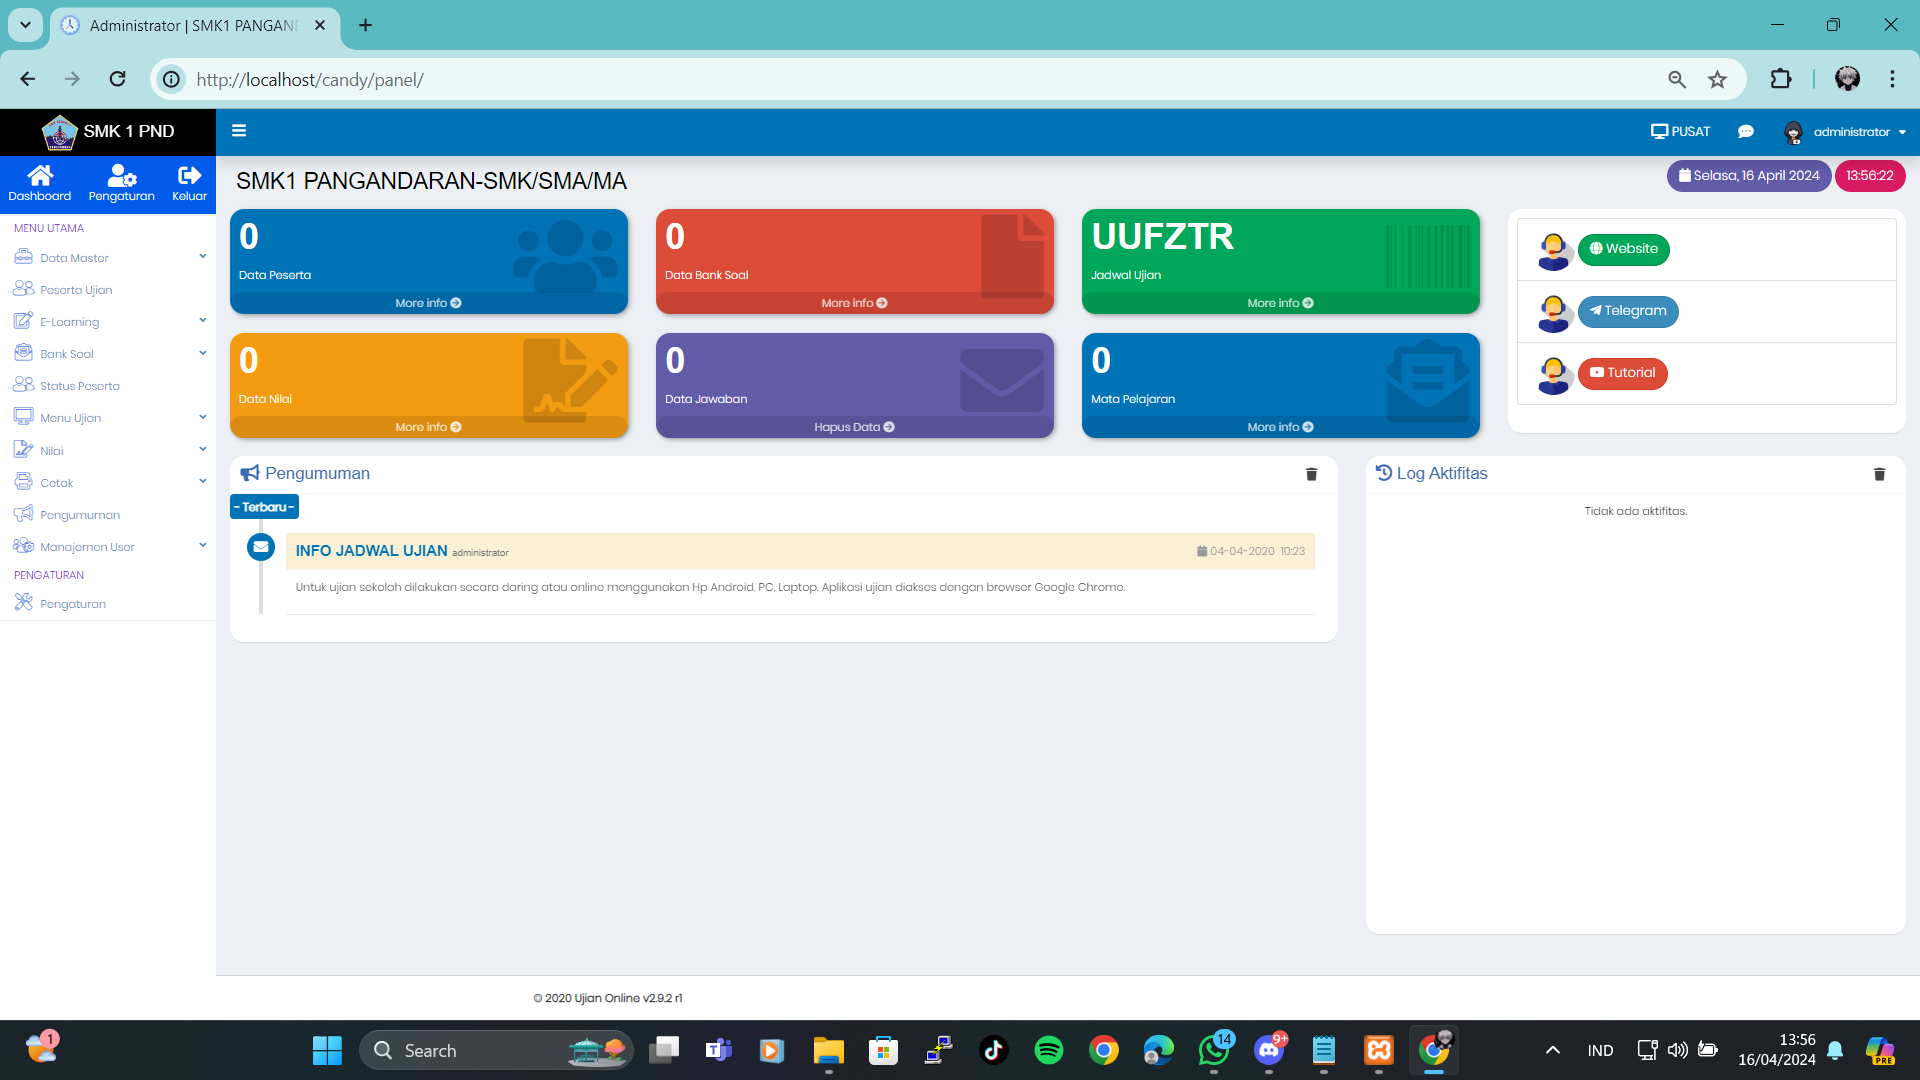 Administrator | SMK1 PANGAND
http://localhost/candy/panel/
SMK 1 PND
PUSAT
administrator
Dashboard
Pengaturan
Keluar
SMK1 PANGANDARAN-SMK/SMA/MA
Selasa, 16 April 2024
13:56:22
MENU UTAMA
Data Master
Peserta Ujian
E-Learning
Bank Soal
Status Peserta
Menu Ujian
Nilai
Cetak
Pengumuman
Manajemen User
PENGATURAN
Pengaturan
0
Data Peserta
More info
0
Data Bank Soal
More info
UUFZTR
Jadwal Ujian
More info
0
Data Nilai
More info
0
Data Jawaban
Hapus Data
0
Mata Pelajaran
More info
Website
Telegram
Tutorial
Pengumuman
- Terbaru -
INFO JADWAL UJIAN administrator
04-04-2020 10:23
Untuk ujian sekolah dilakukan secara daring atau online menggunakan Hp Android, PC, Laptop. Aplikasi ujian diakses dengan browser Google Chrome.
Log Aktifitas
Tidak ada aktifitas.
© 2020 Ujian Online v2.9.2 r1
1
Search
14
9+
IND
13:56
16/04/2024
PRE